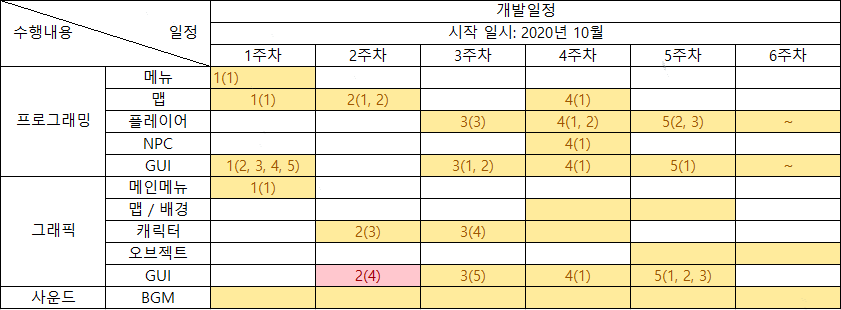 수행내용 일정 개발일정
시작 일시: 2020년 10월
1주차 2주차 3주차 4주차 5주차 6주차
프로그래밍 메뉴 1(1)
맵 1(1) 2(1, 2) 4(1)
플레이어 3(3) 4(1, 2) 5(2, 3) ~
NPC 4(1)
GUI 1(2, 3, 4, 5) 3(1, 2) 4(1) 5(1) ~
그래픽 메인메뉴 1(1)
맵 / 배경
캐릭터 2(3) 3(4)
오브젝트
GUI 2(4) 3(5) 4(1) 5(1, 2, 3)
사운드 BGM